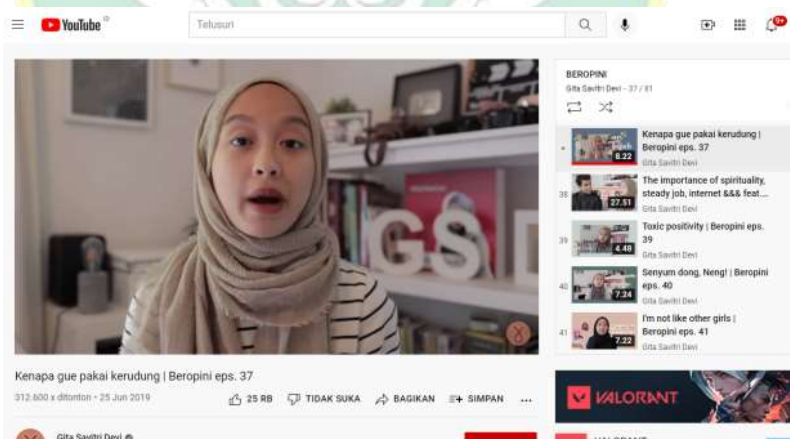 YouTube ID
Telusuri
9+
GSD
Kenapa gue pakai kerudung | Beropini eps. 37
312.600 x ditonton • 25 Jun 2019
25 RB
TIDAK SUKA
BAGIKAN
SIMPAN
...
Gita Savitri Devi
BEROPINI
Gita Savitri Devi - 37 / 81
8.22
Kenapa gue pakai kerudung |
Beropini eps. 37
Gita Savitri Devi
38
27.51
The importance of spirituality,
steady job, internet &&& feat....
Gita Savitri Devi
39
4.48
Toxic positivity | Beropini eps.
39
Gita Savitri Devi
40
7.24
Senyum dong, Neng! | Beropini
eps. 40
Gita Savitri Devi
41
7.22
I'm not like other girls |
Beropini eps. 41
Gita Savitri Devi
VALORANT
VALORANT